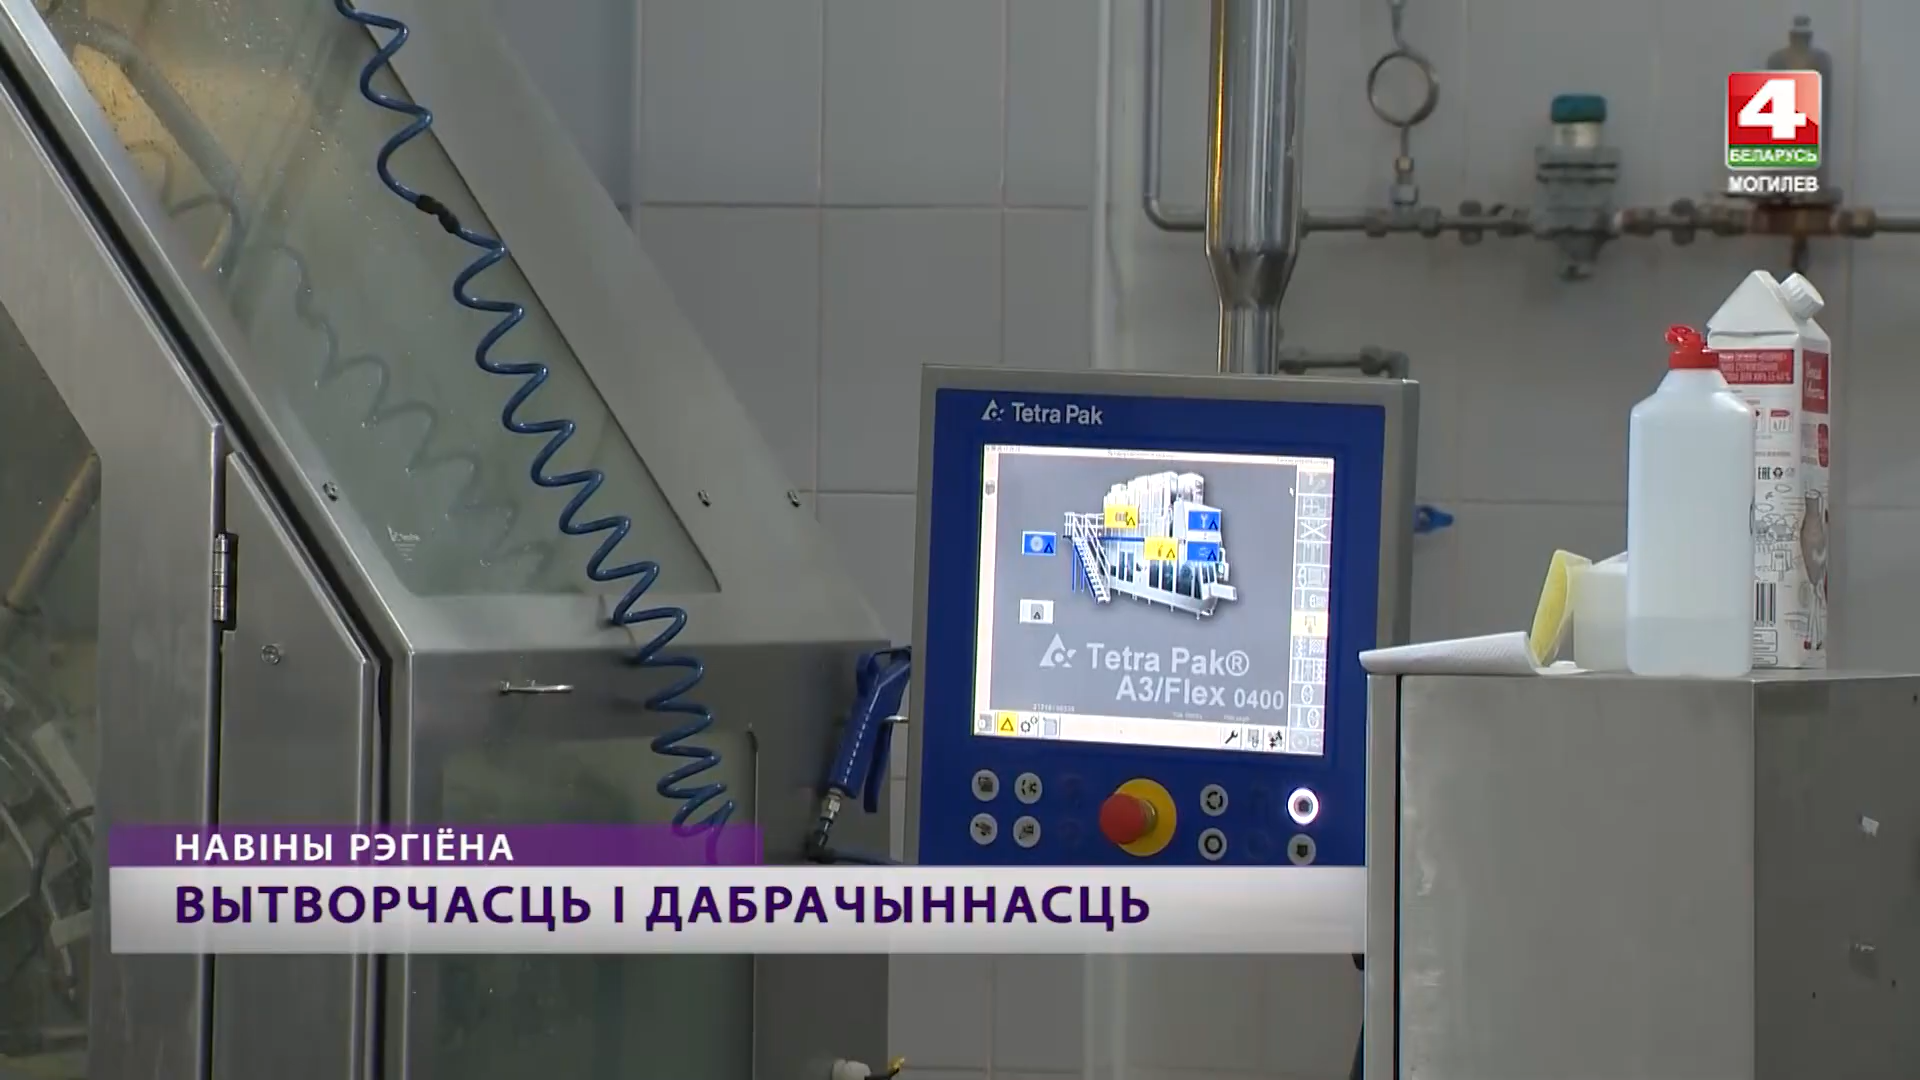 4
БЕЛАРУСЬ
МОГИЛЕВ
Tetra Pak
Tetra Pak®
A3/Flex 0400
НАВІНЫ РЭГІЁНА
ВЫТВОРЧАСЦЬ І ДАБРАЧЫННАСЦЬ